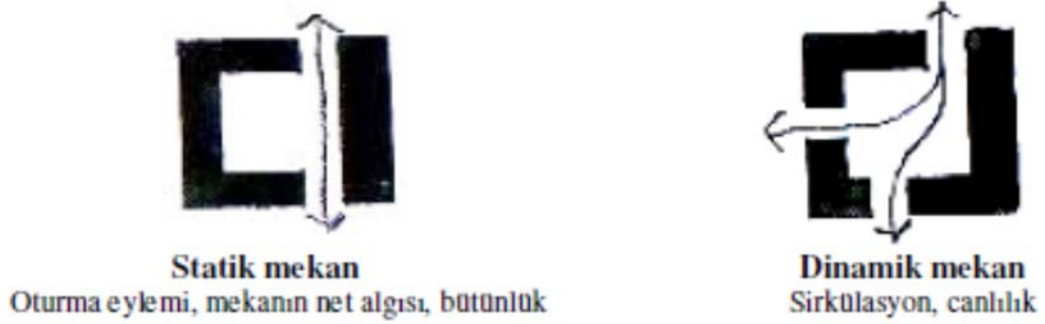 Statik mekan
Oturma eylemi, mekanın net algısı, bütünlük
Dinamik mekan
Sirkülasyon, canlılık